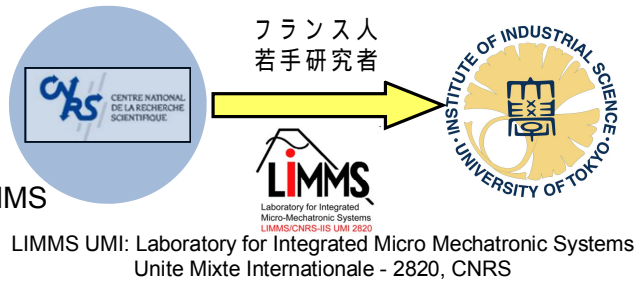 フランス人
若手研究者
CNRS
CENTRE NATIONAL
DE LA RECHERCHE
SCIENTIFIQUE
INSTITUTE OF INDUSTRIAL SCIENCE
UNIVERSITY OF TOKYO
LIMMS
Laboratory for Integrated
Micro-Mechatronic Systems
LIMMS/CNRS-IIS UMI 2820
MMS
LIMMS UMI: Laboratory for Integrated Micro Mechatronic Systems
Unite Mixte Internationale - 2820, CNRS